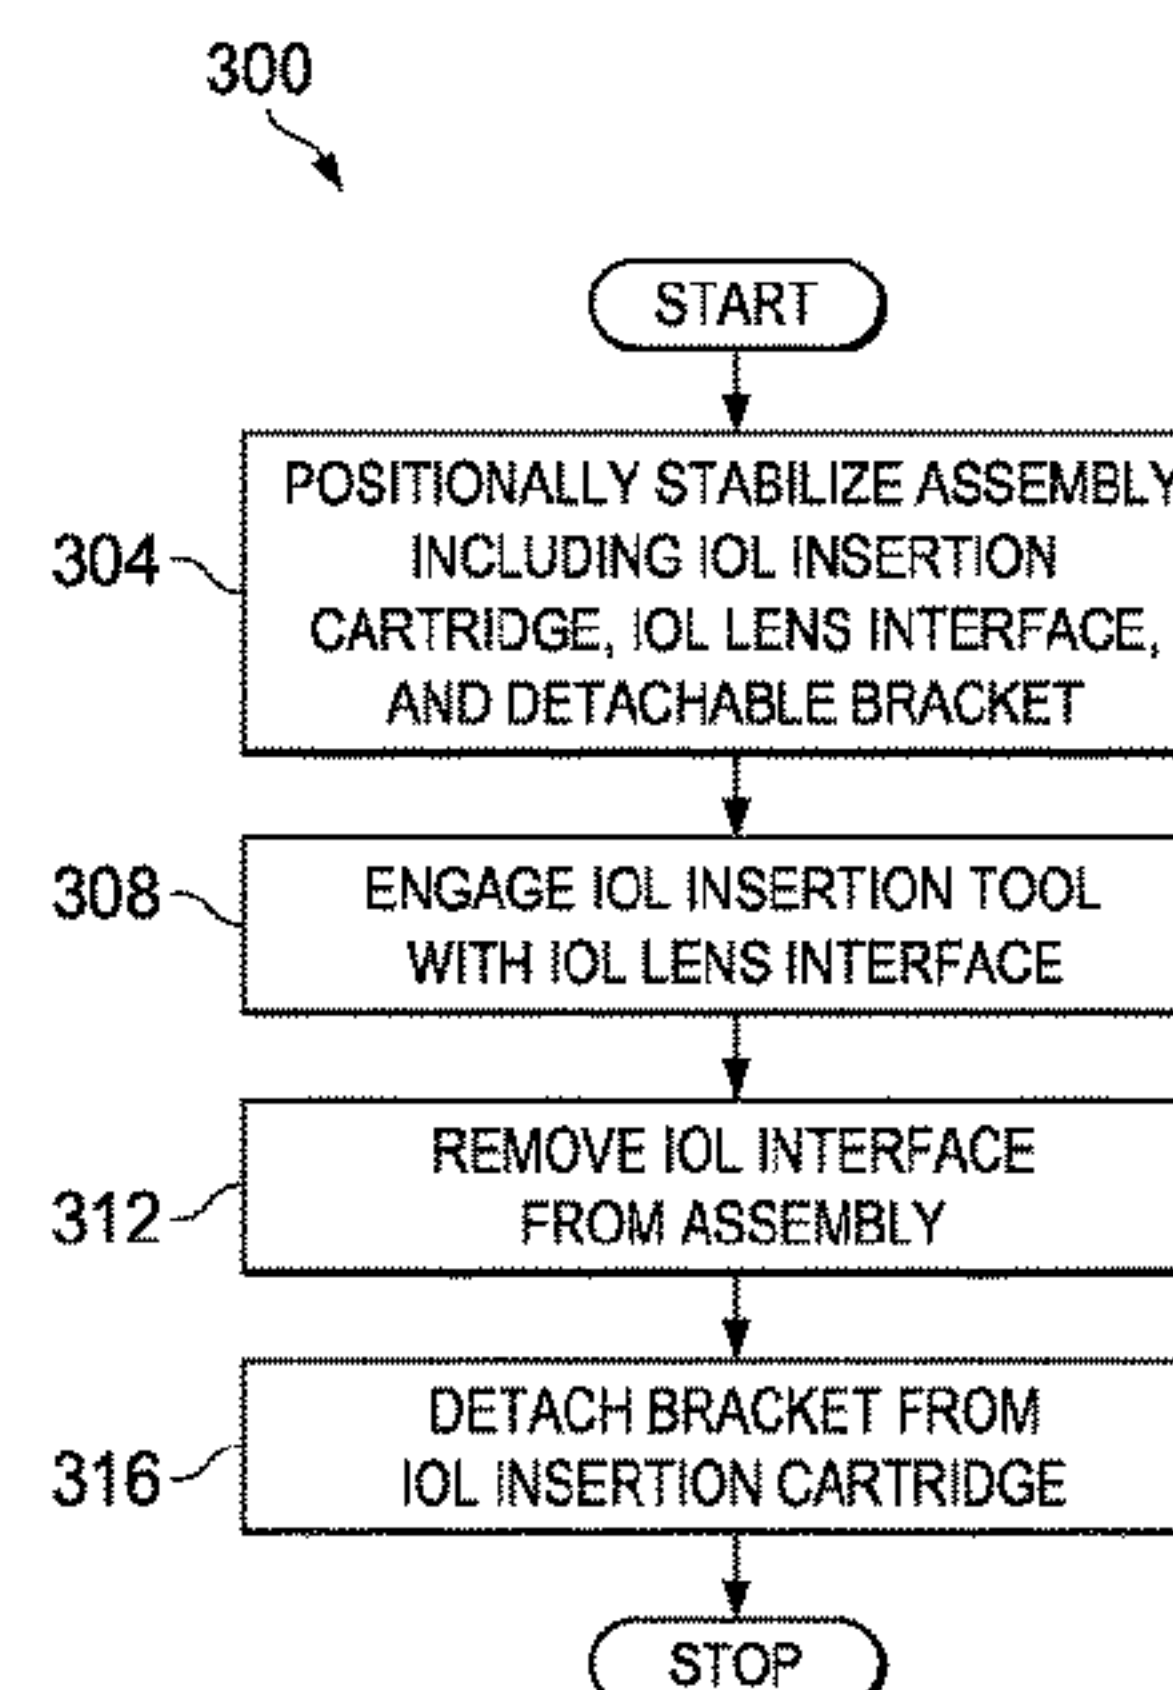 300
START
304
POSITIONALLY STABILIZE ASSEMBLY
INCLUDING IOL INSERTION
CARTRIDGE, IOL LENS INTERFACE,
AND DETACHABLE BRACKET
308
ENGAGE IOL INSERTION TOOL
WITH IOL LENS INTERFACE
312
REMOVE IOL INTERFACE
FROM ASSEMBLY
316
DETACH BRACKET FROM
IOL INSERTION CARTRIDGE
STOP